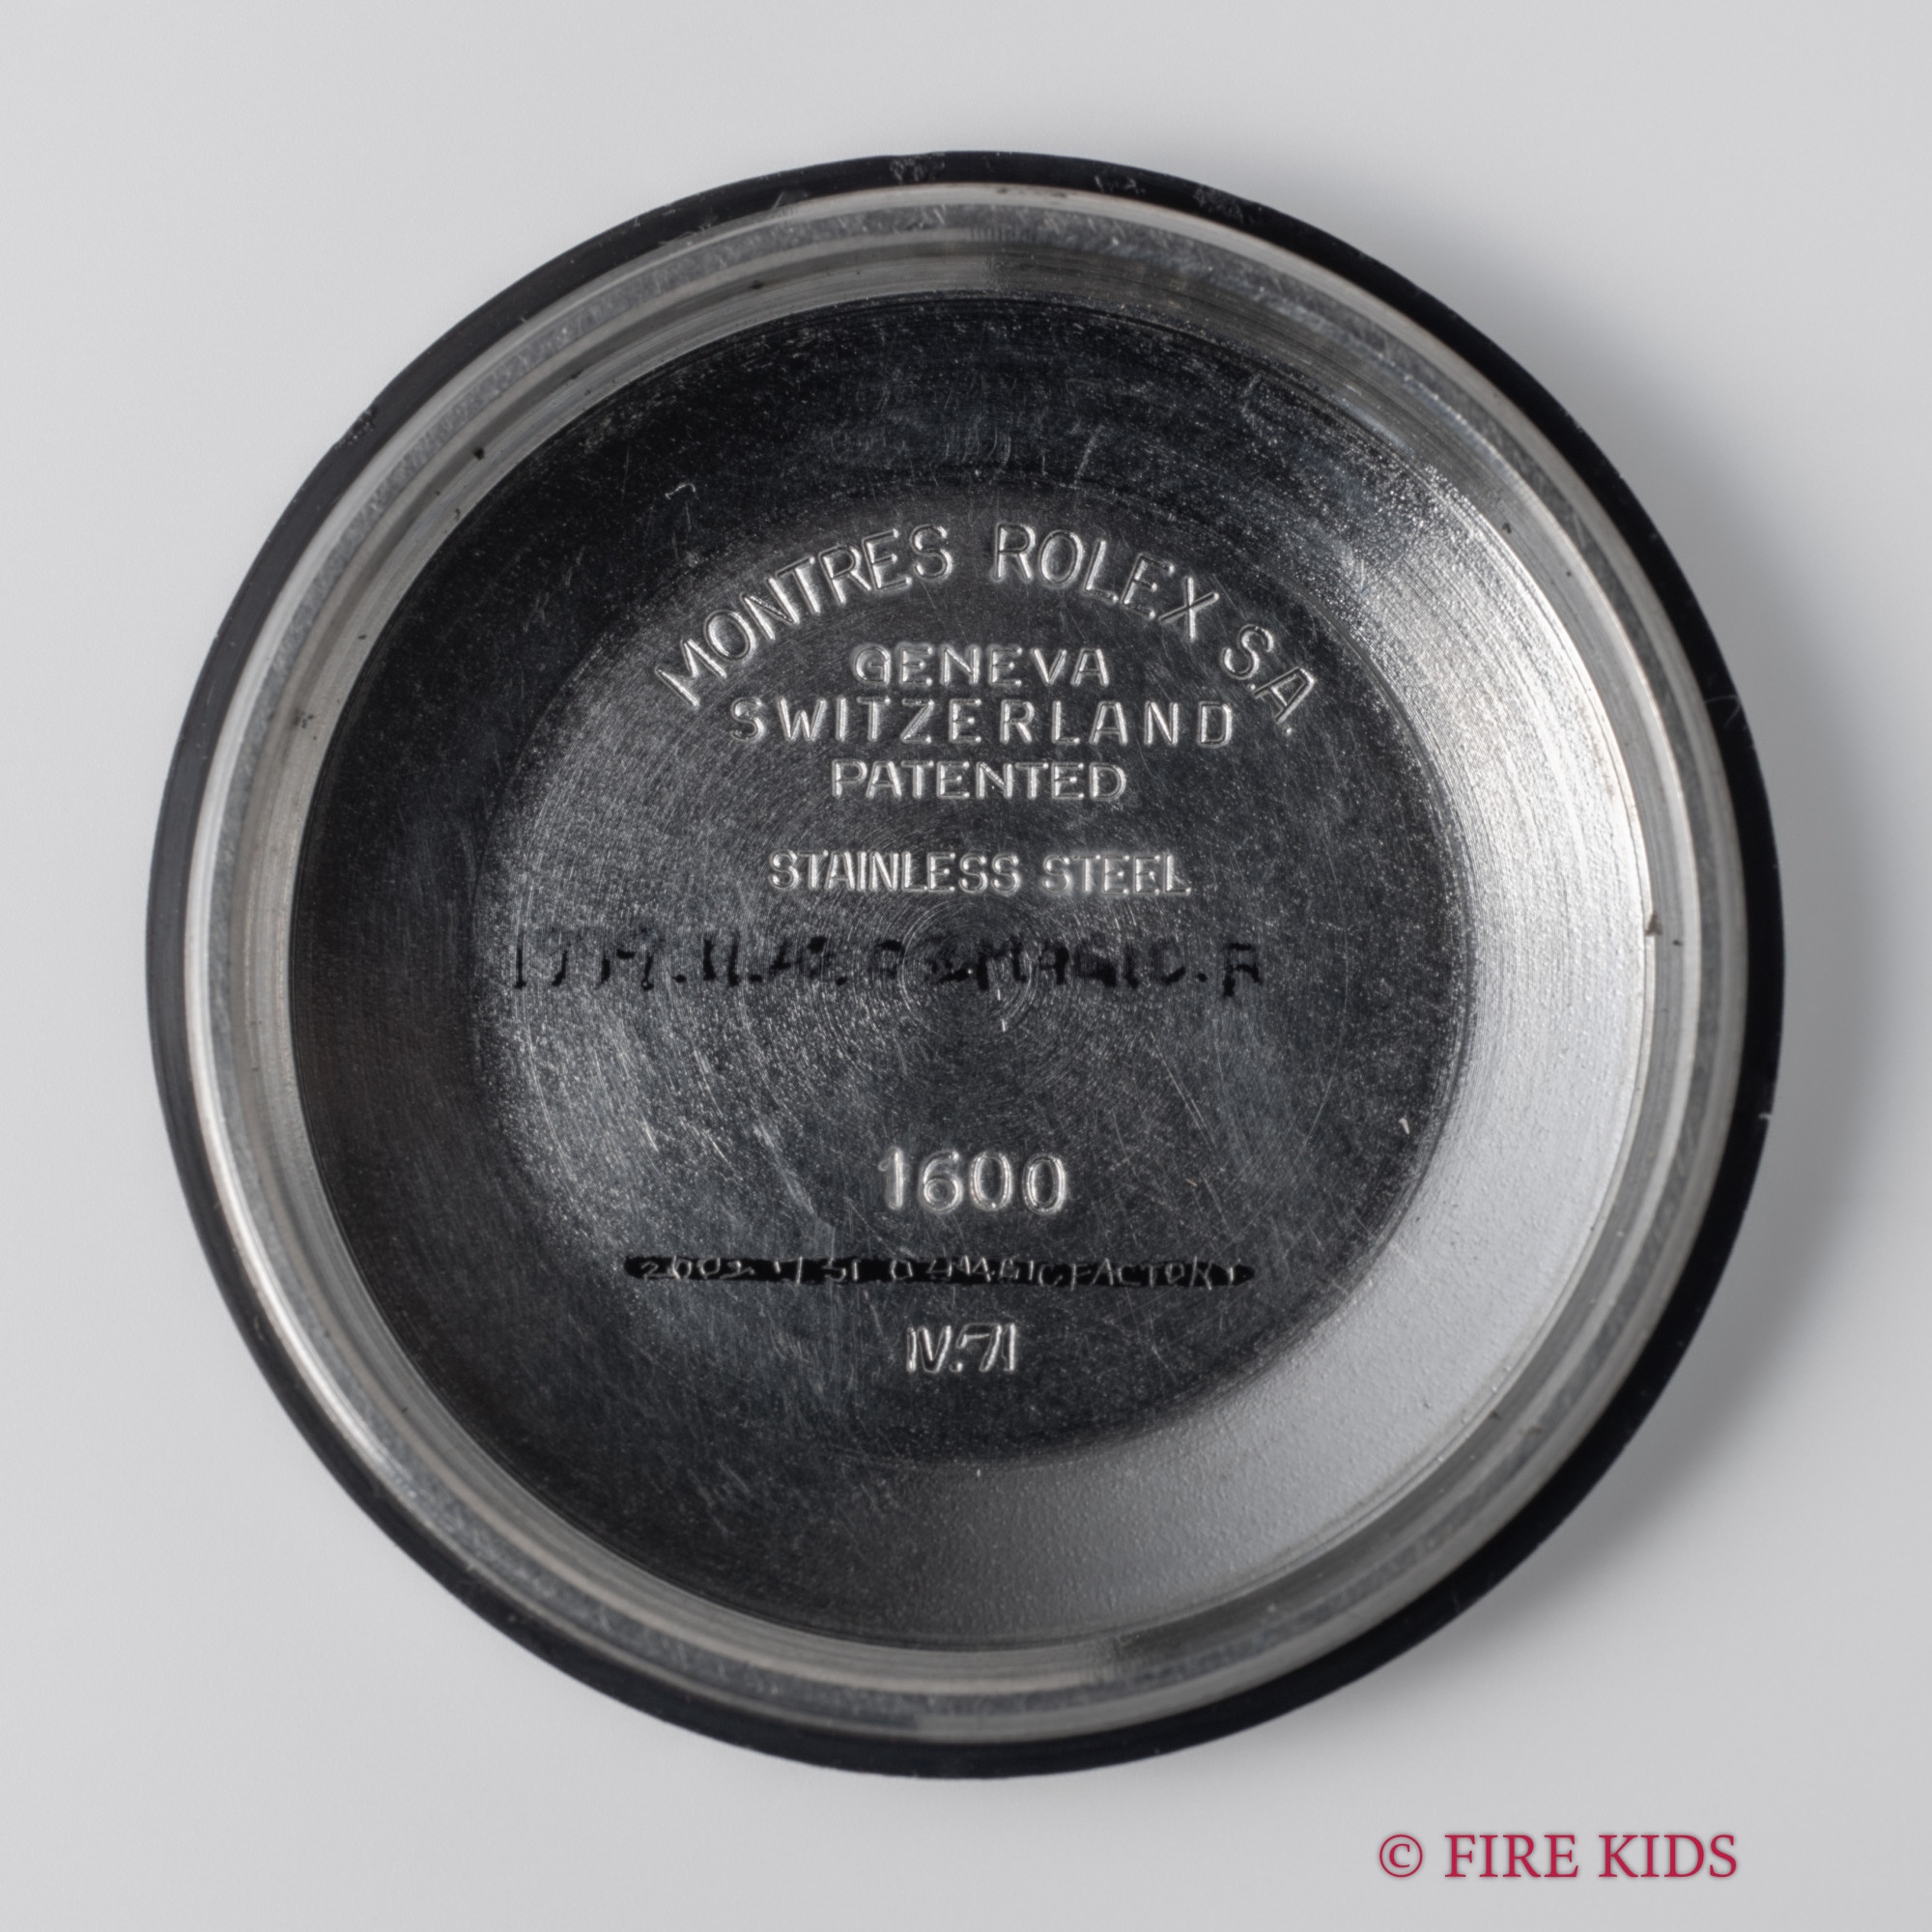 MONTRES ROLEX S.A.
GENEVA
SWITZERLAND
PATENTED
STAINLESS STEEL
1600
IV.71
© FIRE KIDS